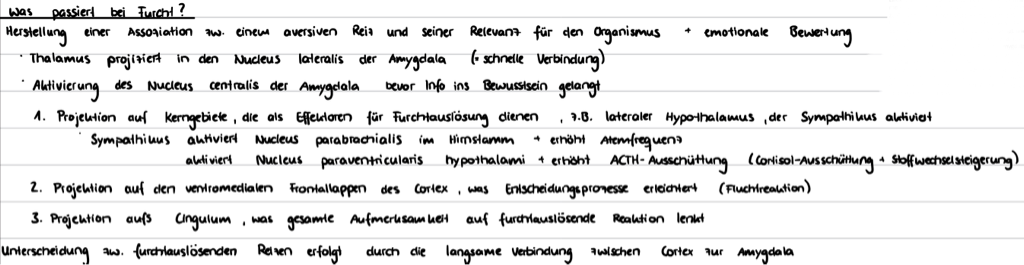 Was passiert bei Furcht?
Herstellung einer Assoziation zw. einem aversiven Reiz und seiner Relevanz für den Organismus + emotionale Bewertung
· Thalamus projiziert in den Nucleus lateralis der Amygdala (= schnelle Verbindung)
· Aktivierung des Nucleus centralis der Amygdala bevor Info ins Bewusstsein gelangt
1. Projektion auf Kerngebiete, die als Effektoren für Furchtauslösung dienen, z.B. lateraler Hypothalamus, der Sympathikus aktiviert
· Sympathikus aktiviert Nucleus parabrachialis im Hirnstamm + erhöht Atemfrequenz
aktiviert Nucleus paraventricularis hypothalami + erhöht ACTH-Ausschüttung (Cortisol-Ausschüttung + Stoffwechselsteigerung)
2. Projektion auf den ventromedialen Frontallappen des Cortex, was Entscheidungsprozesse erleichtert (Fluchtreaktion)
3. Projektion aufs Cingulum, was gesamte Aufmerksamkeit auf furchtauslösende Reaktion lenkt
Unterscheidung zw. furchtauslösenden Reizen erfolgt durch die langsame Verbindung zwischen Cortex zur Amygdala